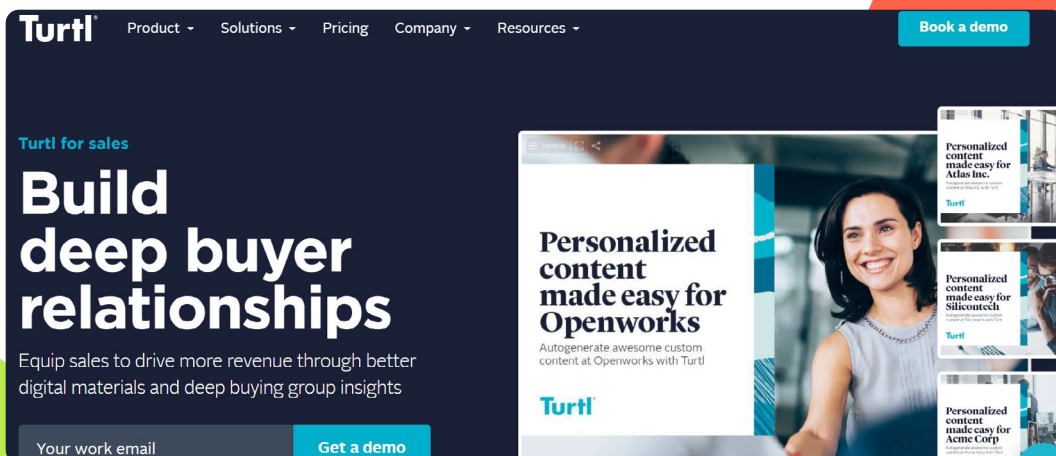 Turtl
Product
Solutions
Pricing
Company
Resources
Book a demo
Turtl for sales
Build
deep buyer
relationships
Equip sales to drive more revenue through better
digital materials and deep buying group insights
Your work email
Get a demo
Personalized
content
made easy for
Openworks
Autogenerate awesome custom
content at Openworks with Turtl
Turtl
Personalized
content
made easy for
Atlas Inc.
Turtl
Personalized
content
made easy for
Silicontech
Turtl
Personalized
content
made easy for
Acme Corp